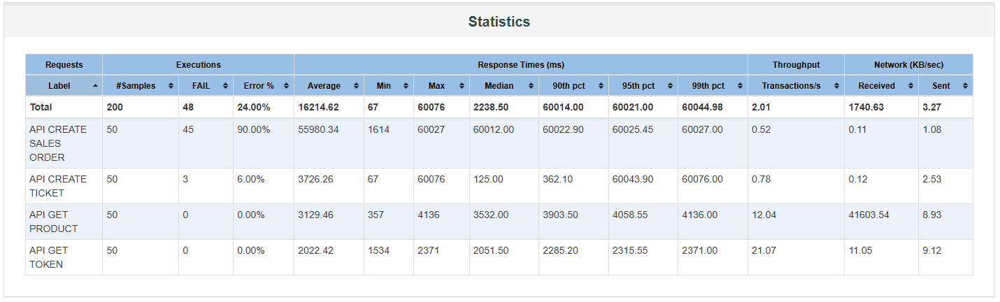 Statistics
Requests Executions Response Times (ms) Throughput Network (KB/sec)
Label #Samples FAIL Error % Average Min Max Median 90th pct 95th pct 99th pct Transactions/s Received Sent
Total 200 48 24.00% 16214.62 67 60076 2238.50 60014.00 60021.00 60044.98 2.01 1740.63 3.27
API CREATE 50 45 90.00% 55980.34 1614 60027 60012.00 60022.90 60025.45 60027.00 0.52 0.11 1.08
SALES
ORDER
API CREATE 50 3 6.00% 3726.26 67 60076 125.00 362.10 60043.90 60076.00 0.78 0.12 2.53
TICKET
API GET 50 0 0.00% 3129.46 357 4136 3532.00 3903.50 4058.55 4136.00 12.04 41603.54 8.93
PRODUCT
API GET 50 0 0.00% 2022.42 1534 2371 2051.50 2285.20 2315.55 2371.00 21.07 11.05 9.12
TOKEN